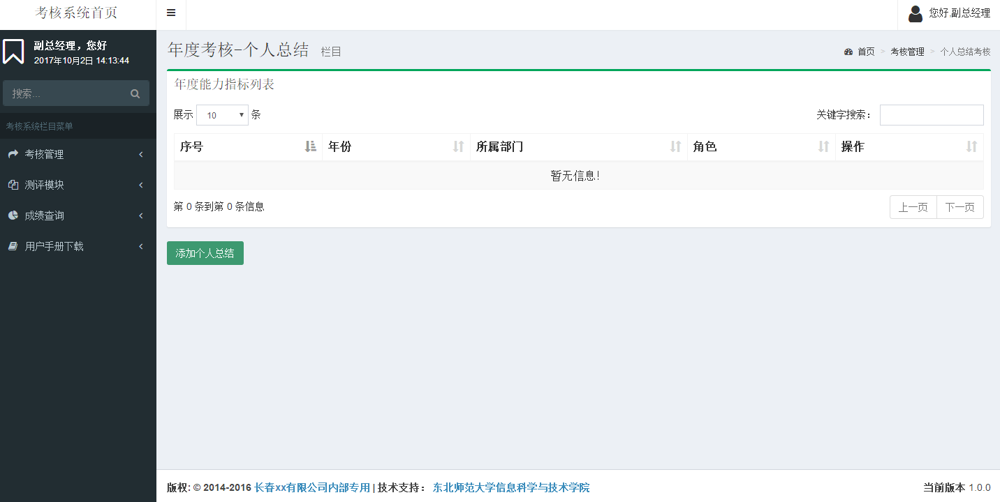 考核系统首页
您好,副总经理
副总经理，您好
2017年10月2日 14:13:44
搜索...
考核系统栏目菜单
考核管理
测评模块
成绩查询
用户手册下载
年度考核-个人总结 栏目
首页 > 考核管理 > 个人总结考核
年度能力指标列表
展示 10 条
关键字搜索：
序号 年份 所属部门 角色 操作
暂无信息！
第 0 条到第 0 条信息
上一页 下一页
添加个人总结
版权: © 2014-2016 长春xx有限公司内部专用 | 技术支持： 东北师范大学信息科学与技术学院
当前版本 1.0.0